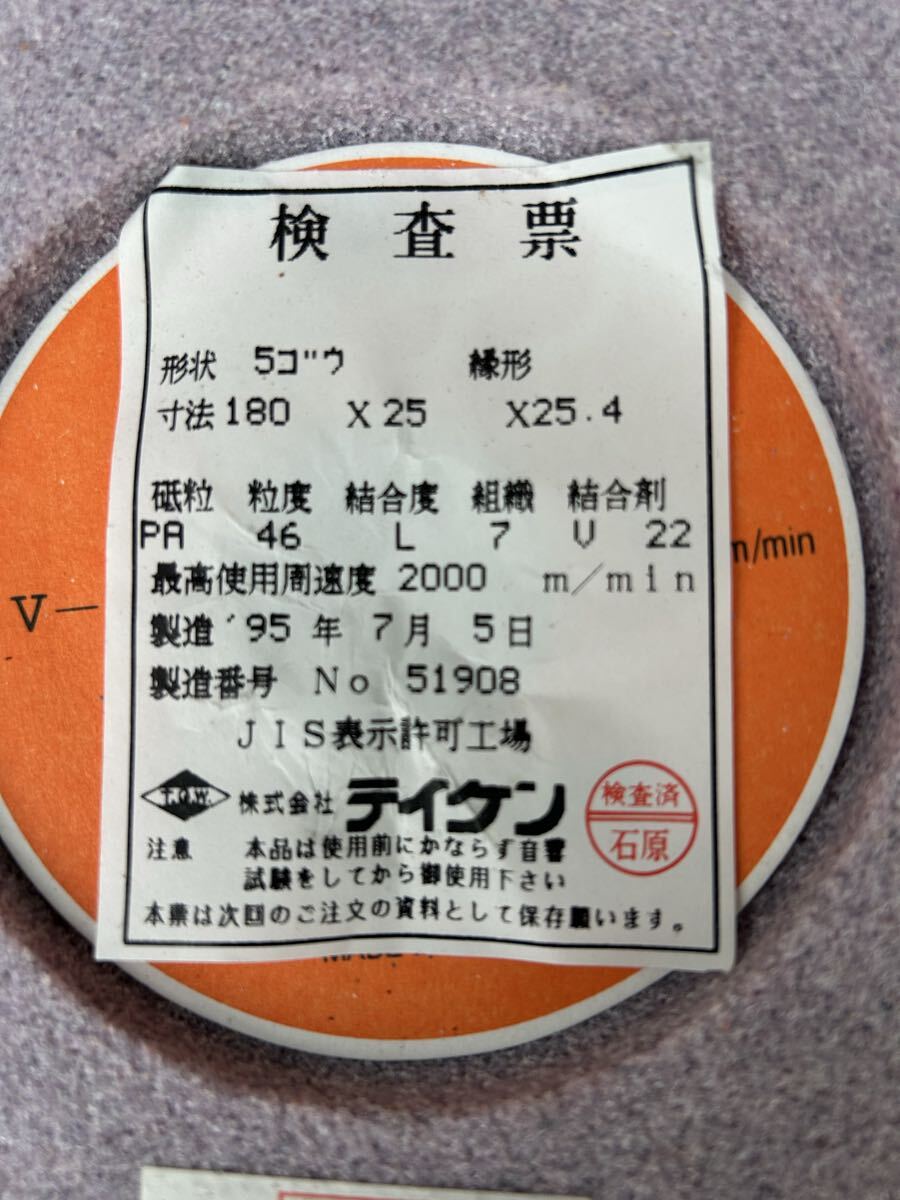 検査票
形状 5ゴウ 縁形
寸法 180 X 25 X25.4
砥粒 粒度 結合度 組織 結合剤
PA 46 L 7 V 22
最高使用周速度 2000 m/min
製造 '95 年 7月 5日
製造番号 No 51908
JIS表示許可工場
T.G.W. 株式会社 テイケン
検査済
石原
注意 本品は使用前にかならず音響
試験をしてから御使用下さい
本票は次回のご注文の資料として保存願います。
V—
m/min